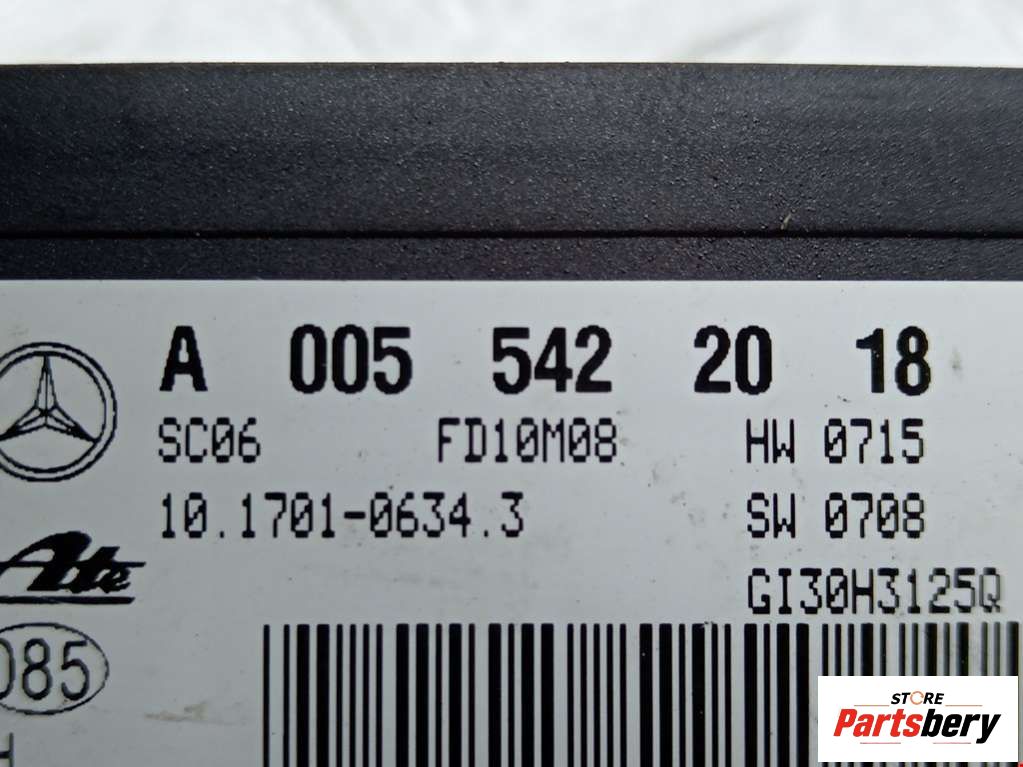 A 005 542 20 18
SC06 FD10M08 HW 0715
10.1701-0634.3 SW 0708
Ate GI30H3125Q
085
STORE
Partsbery